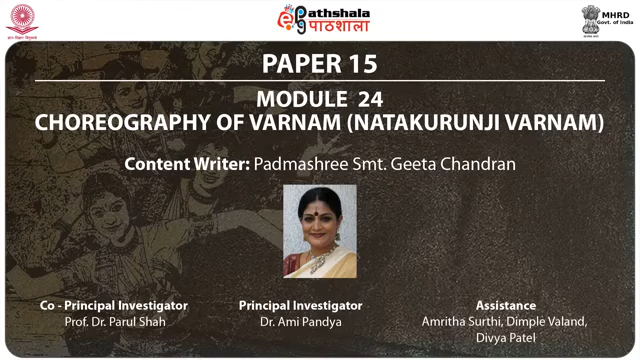 ePathshala
पाठशाला
MHRD
Govt. of India
PAPER 15
MODULE 24
CHOREOGRAPHY OF VARNAM (NATAKURUNJI VARNAM)
Content Writer: Padmashree Smt. Geeta Chandran
Co - Principal Investigator
Prof. Dr. Parul Shah
Principal Investigator
Dr. Ami Pandya
Assistance
Amritha Surthi, Dimple Valand,
Divya Patel